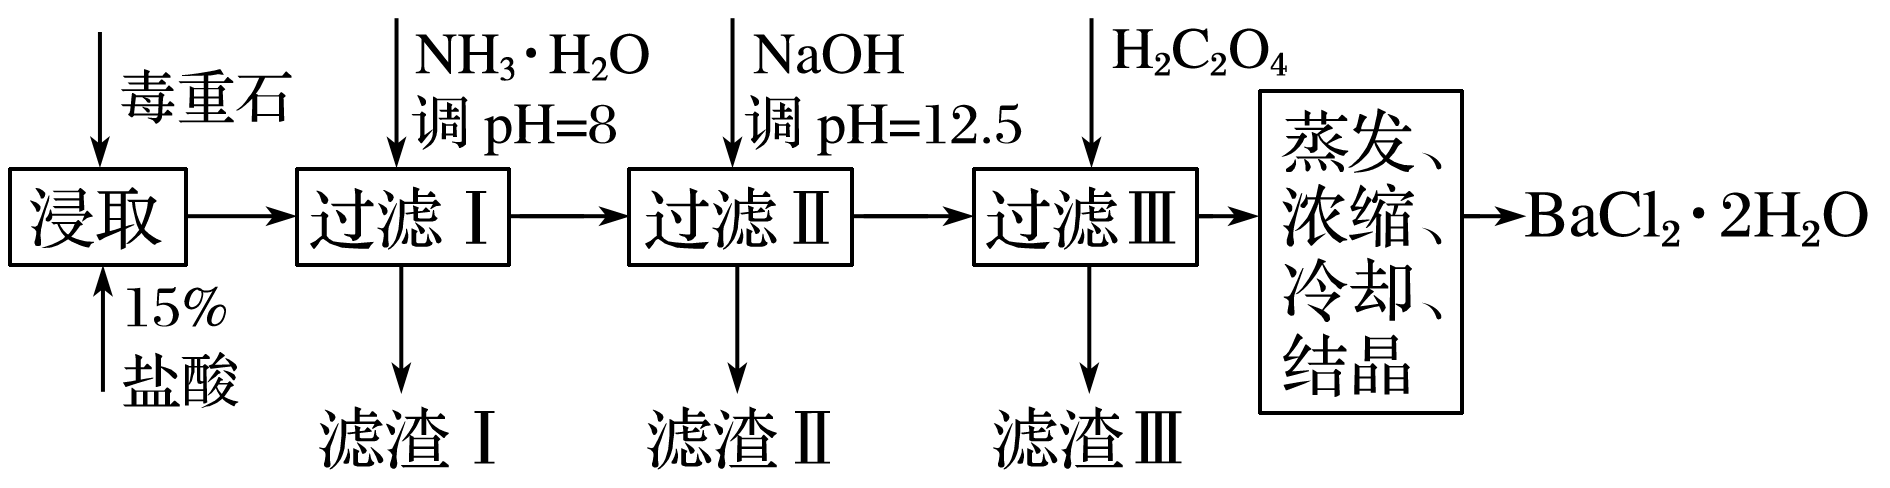 毒重石
浸取
15%
盐酸
NH₃·H₂O
调 pH=8
过滤Ⅰ
滤渣Ⅰ
NaOH
调 pH=12.5
过滤Ⅱ
滤渣Ⅱ
H₂C₂O₄
过滤Ⅲ
滤渣Ⅲ
蒸发、
浓缩、
冷却、
结晶
BaCl₂·2H₂O